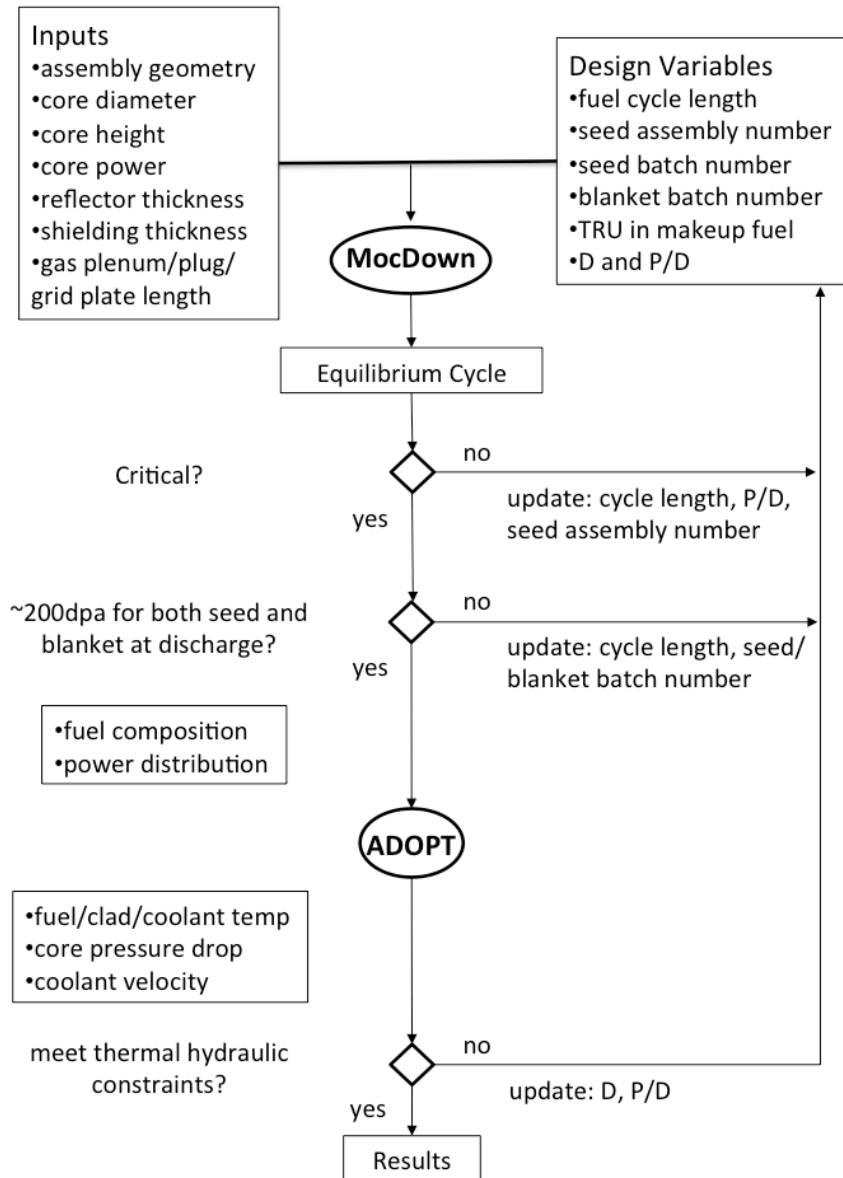 Inputs
•assembly geometry
•core diameter
•core height
•core power
•reflector thickness
•shielding thickness
•gas plenum/plug/
grid plate length
Design Variables
•fuel cycle length
•seed assembly number
•seed batch number
•blanket batch number
•TRU in makeup fuel
•D and P/D
MocDown
Equilibrium Cycle
Critical?
no
update: cycle length, P/D,
seed assembly number
yes
~200dpa for both seed and
blanket at discharge?
no
update: cycle length, seed/
blanket batch number
yes
•fuel composition
•power distribution
ADOPT
•fuel/clad/coolant temp
•core pressure drop
•coolant velocity
meet thermal hydraulic
constraints?
no
update: D, P/D
yes
Results